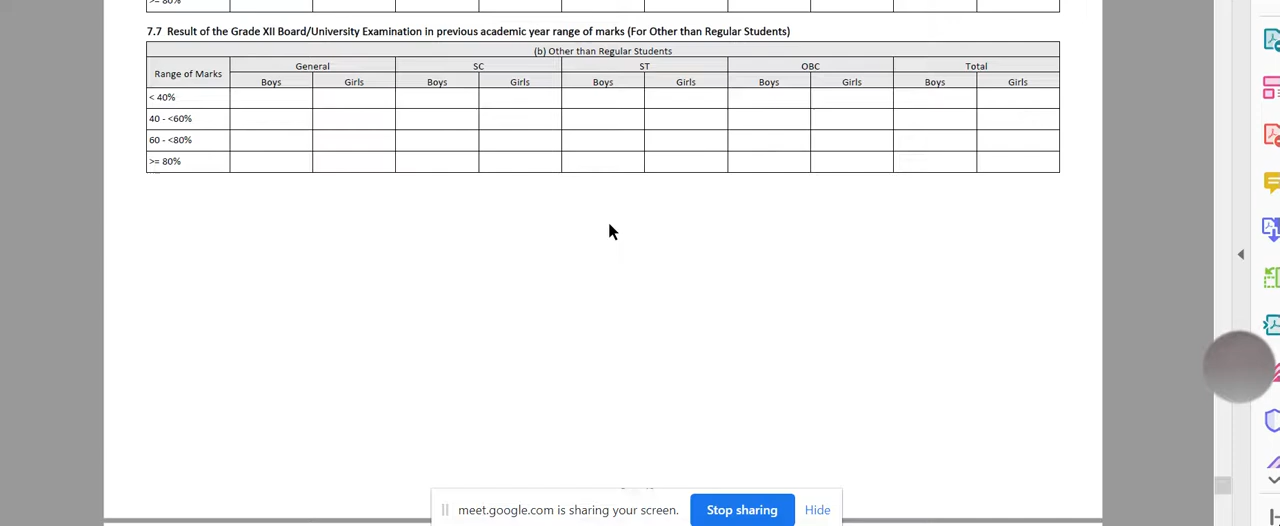 >= 80%
7.7 Result of the Grade XII Board/University Examination in previous academic year range of marks (For Other than Regular Students)
(b) Other than Regular Students
Range of Marks General SC ST OBC Total
Boys Girls Boys Girls Boys Girls Boys Girls Boys Girls
< 40%
40 - <60%
60 - <80%
>= 80%
meet.google.com is sharing your screen. Stop sharing Hide